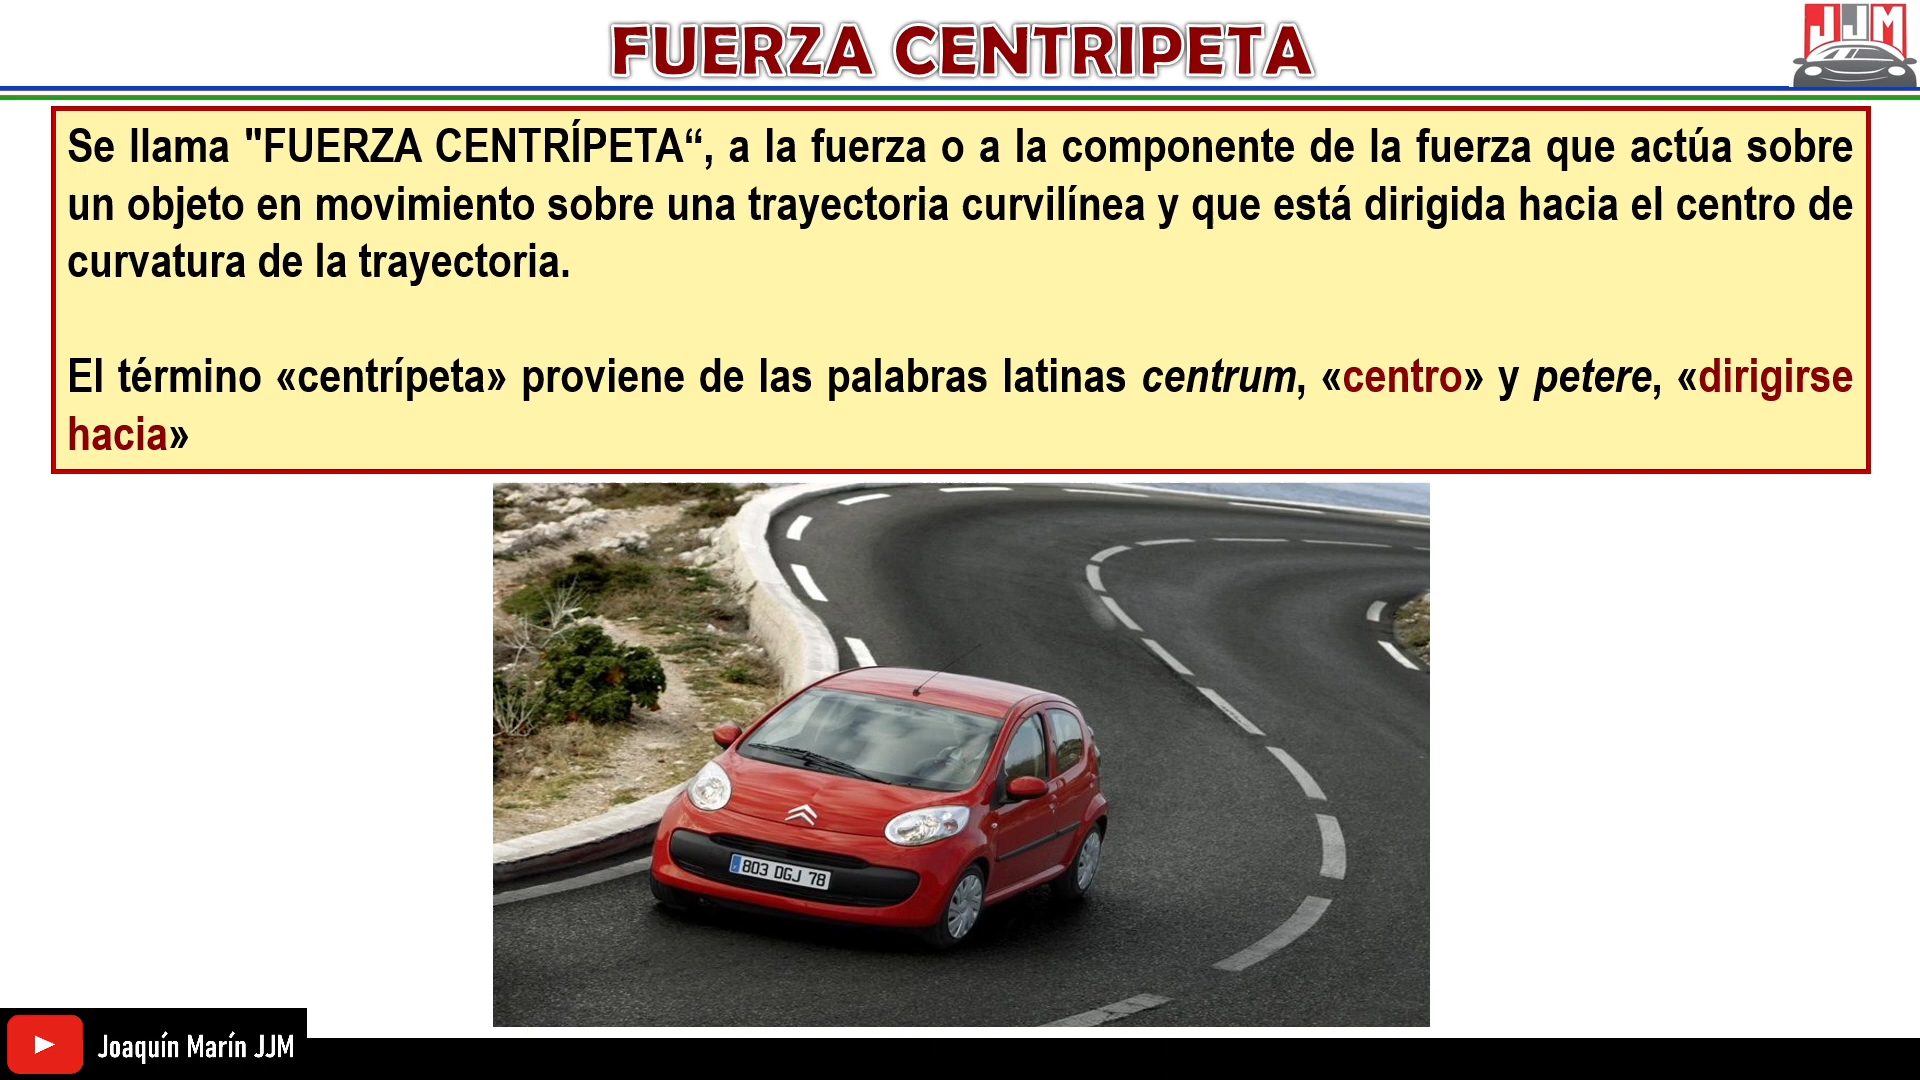 FUERZA CENTRIPETA
JJM
Se llama "FUERZA CENTRÍPETA“, a la fuerza o a la componente de la fuerza que actúa sobre
un objeto en movimiento sobre una trayectoria curvilínea y que está dirigida hacia el centro de
curvatura de la trayectoria.
El término «centrípeta» proviene de las palabras latinas centrum, «centro» y petere, «dirigirse
hacia»
803 DGJ 78
Joaquín Marín JJM